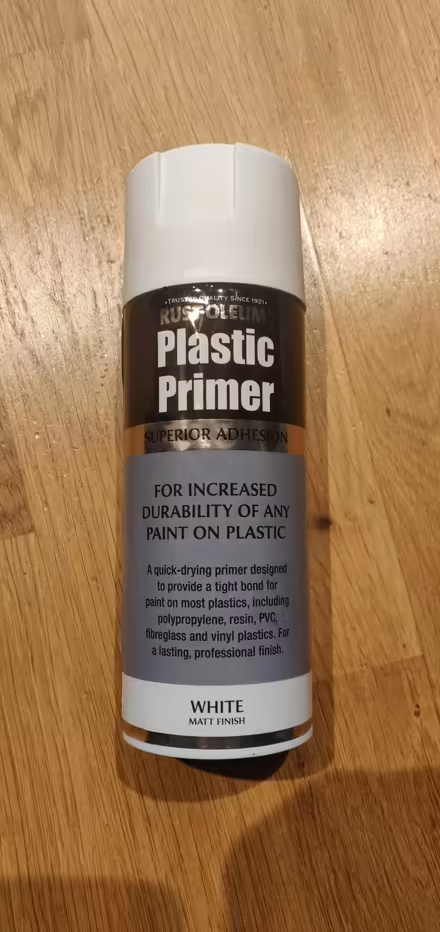 •TRUSTED QUALITY SINCE 1921•
RUST-OLEUM
Plastic
Primer
SUPERIOR ADHESION
FOR INCREASED
DURABILITY OF ANY
PAINT ON PLASTIC
A quick-drying primer designed
to provide a tight bond for
paint on most plastics, including
polypropylene, resin, PVC,
fibreglass and vinyl plastics. For
a lasting, professional finish.
WHITE
MATT FINISH